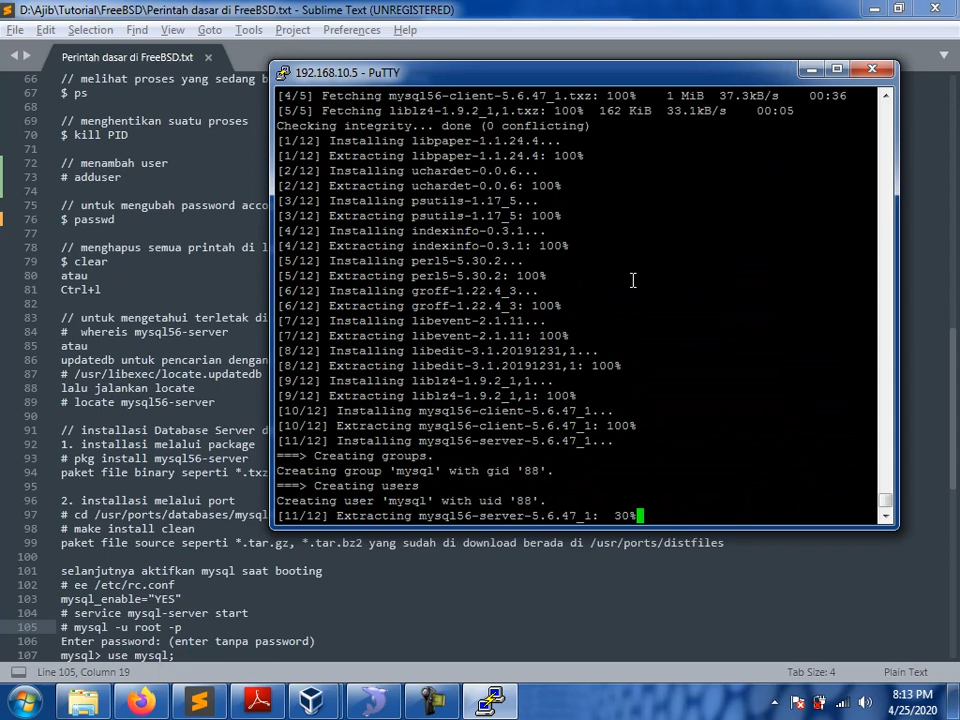 D:\Ajib\Tutorial\FreeBSD\Perintah dasar di FreeBSD.txt - Sublime Text (UNREGISTERED)
File Edit Selection Find View Goto Tools Project Preferences Help
Perintah dasar di FreeBSD.txt
66 // melihat proses yang sedang b
67 $ ps
68
69 // menghentikan suatu proses
70 $ kill PID
71
72 // menambah user
73 # adduser
74
75 // untuk mengubah password acco
76 $ passwd
77
78 // menghapus semua printah di l
79 $ clear
80 atau
81 Ctrl+l
82
83 // untuk mengetahui terletak di
84 #  whereis mysql56-server
85 atau
86 updatedb untuk pencarian dengan
87 # /usr/libexec/locate.updatedb
88 lalu jalankan locate
89 # locate mysql56-server
90
91 // installasi Database Server d
92 1. installasi melalui package
93 # pkg install mysql56-server
94 paket file binary seperti *.txz
95
96 2. installasi melalui port
97 # cd /usr/ports/databases/mysql
98 # make install clean
99 paket file source seperti *.tar.gz, *.tar.bz2 yang sudah di download berada di /usr/ports/distfiles
100
101 selanjutnya aktifkan mysql saat booting
102 # ee /etc/rc.conf
103 mysql_enable="YES"
104 # service mysql-server start
105 # mysql -u root -p
106 Enter password: (enter tanpa password)
107 mysql> use mysql;
192.168.10.5 - PuTTY
[4/5] Fetching mysql56-client-5.6.47_1.txz: 100%    1 MiB  37.3kB/s    00:36
[5/5] Fetching liblz4-1.9.2_1,1.txz: 100%  162 KiB  33.1kB/s    00:05
Checking integrity... done (0 conflicting)
[1/12] Installing libpaper-1.1.24.4...
[1/12] Extracting libpaper-1.1.24.4: 100%
[2/12] Installing uchardet-0.0.6...
[2/12] Extracting uchardet-0.0.6: 100%
[3/12] Installing psutils-1.17_5...
[3/12] Extracting psutils-1.17_5: 100%
[4/12] Installing indexinfo-0.3.1...
[4/12] Extracting indexinfo-0.3.1: 100%
[5/12] Installing perl5-5.30.2...
[5/12] Extracting perl5-5.30.2: 100%
[6/12] Installing groff-1.22.4_3...
[6/12] Extracting groff-1.22.4_3: 100%
[7/12] Installing libevent-2.1.11...
[7/12] Extracting libevent-2.1.11: 100%
[8/12] Installing libedit-3.1.20191231,1...
[8/12] Extracting libedit-3.1.20191231,1: 100%
[9/12] Installing liblz4-1.9.2_1,1...
[9/12] Extracting liblz4-1.9.2_1,1: 100%
[10/12] Installing mysql56-client-5.6.47_1...
[10/12] Extracting mysql56-client-5.6.47_1: 100%
[11/12] Installing mysql56-server-5.6.47_1...
===> Creating groups.
Creating group 'mysql' with gid '88'.
===> Creating users
Creating user 'mysql' with uid '88'.
[11/12] Extracting mysql56-server-5.6.47_1:  30%
Line 105, Column 19
Tab Size: 4
Plain Text
8:13 PM
4/25/2020